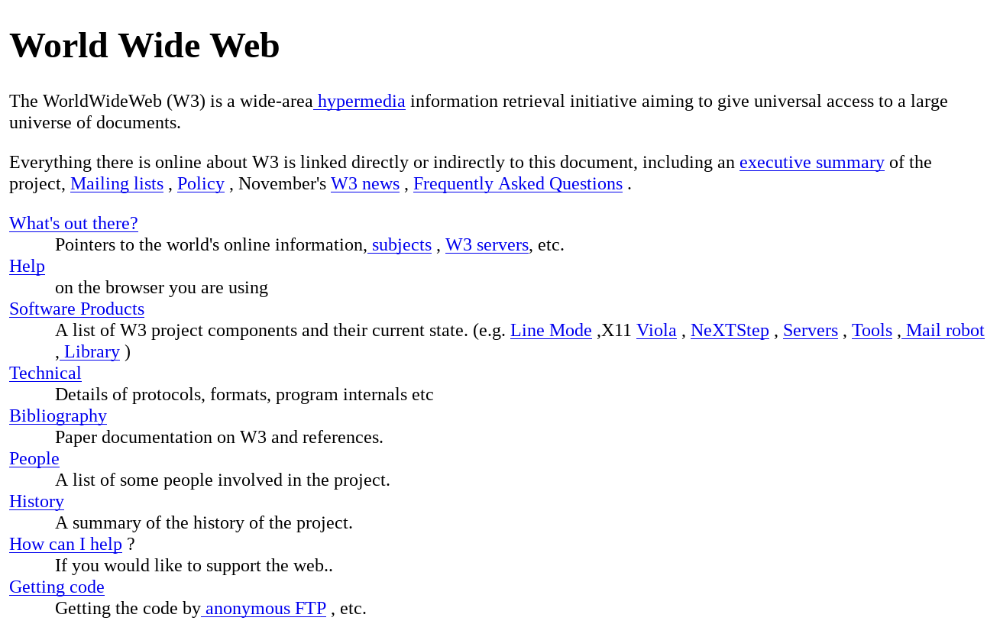 World Wide Web
The WorldWideWeb (W3) is a wide-area hypermedia information retrieval initiative aiming to give universal access to a large
universe of documents.
Everything there is online about W3 is linked directly or indirectly to this document, including an executive summary of the
project, Mailing lists , Policy , November's W3 news , Frequently Asked Questions .
What's out there?
Pointers to the world's online information, subjects , W3 servers, etc.
Help
on the browser you are using
Software Products
A list of W3 project components and their current state. (e.g. Line Mode ,X11 Viola , NeXTStep , Servers , Tools , Mail robot
, Library )
Technical
Details of protocols, formats, program internals etc
Bibliography
Paper documentation on W3 and references.
People
A list of some people involved in the project.
History
A summary of the history of the project.
How can I help ?
If you would like to support the web..
Getting code
Getting the code by anonymous FTP , etc.